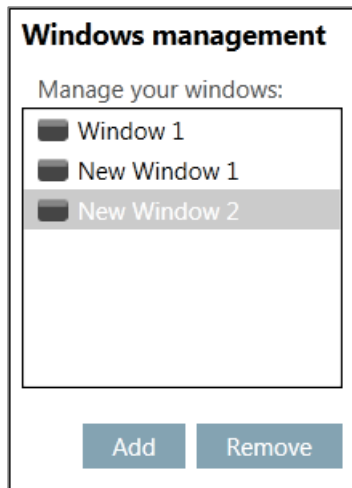 Windows management
Manage your windows:
Window 1
New Window 1
New Window 2
Add Remove